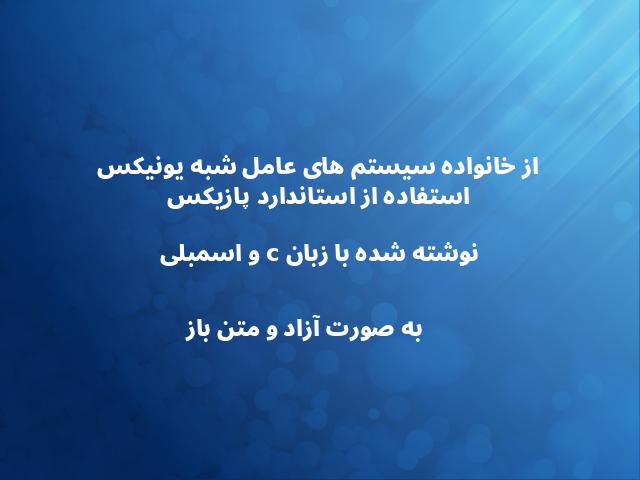 از خانواده سیستم های عامل شبه یونیکس
استفاده از استاندارد پازیکس
نوشته شده با زبان c و اسمبلی
به صورت آزاد و متن باز